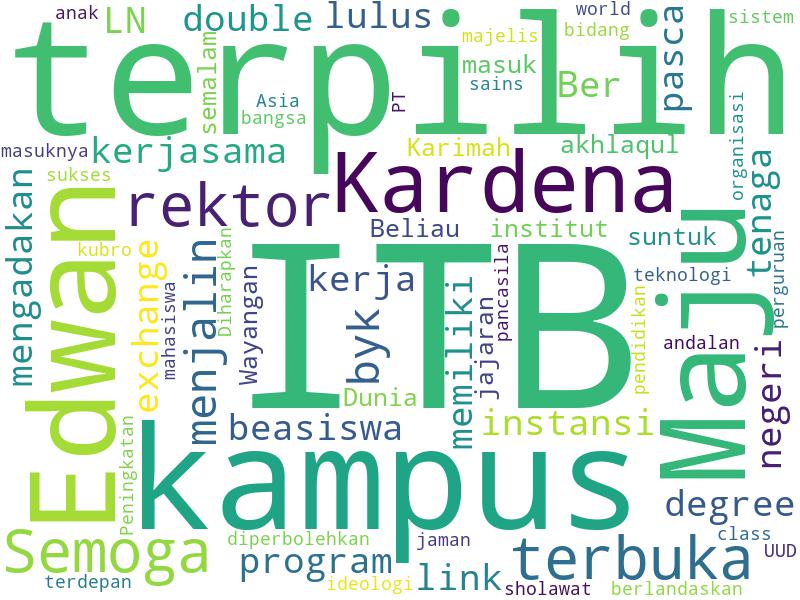 anak
LN
double
lulus
world
bidang
sistem
terpilih
semalam
majelis
masuk
sains
Ber
pasca
Asia
bangsa
PT
masuknya
kerjasama
Karimah
akhlaqul
organisasi
sukses
rektor
Kardena
tenaga
mengadakan
Edwan
kubro
exchange
mahasiswa
menjalin
Diharapkan
Wayangan
Beliau
institut
suntuk
Maju
perguruan
ITB
kerja
byk
memiliki
jajaran
pancasila
pendidikan
teknologi
andalan
negeri
Dunia
beasiswa
instansi
Peningkatan
kampus
degree
Semoga
diperbolehkan
jaman
program
terbuka
class
UUD
terdepan
ideologi
link
sholawat
berlandaskan